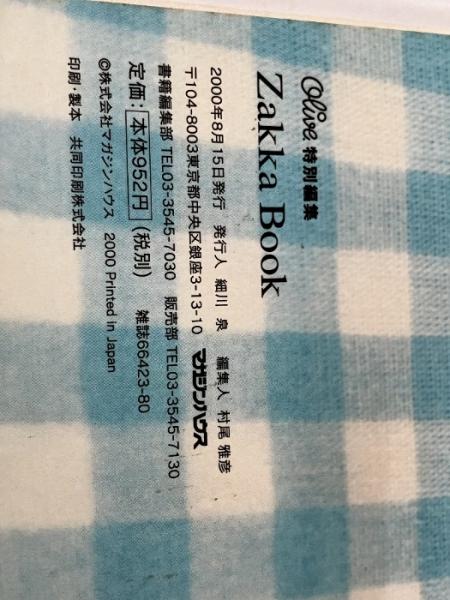 Olive 特別編集
Zakka Book
2000年8月15日発行 発行人 細川 泉 編集人 村尾 雅彦
〒104-8003東京都中央区銀座3-13-10 マガジンハウス
書籍編集部 TEL03-3545-7030 販売部 TEL03-3545-7130
定価:本体952円(税別) 雑誌66423-80
©株式会社マガジンハウス 2000 Printed in Japan
印刷・製本 共同印刷株式会社